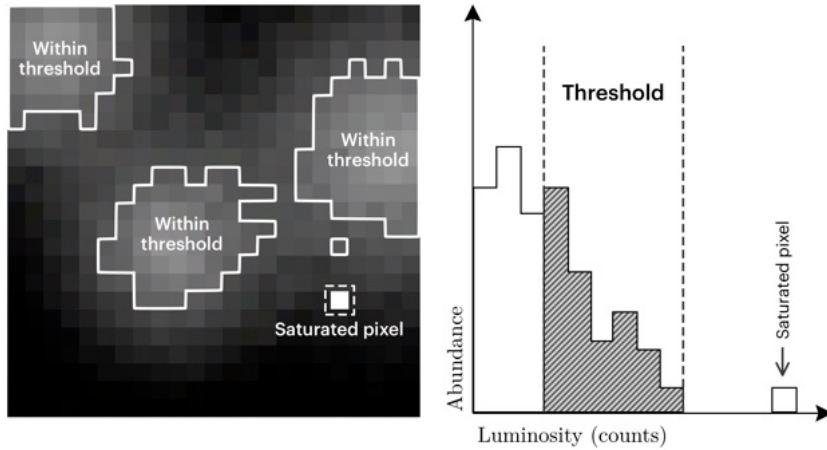 Within
threshold
Within
threshold
Within
threshold
Saturated pixel
Threshold
Saturated pixel
Abundance
Luminosity (counts)